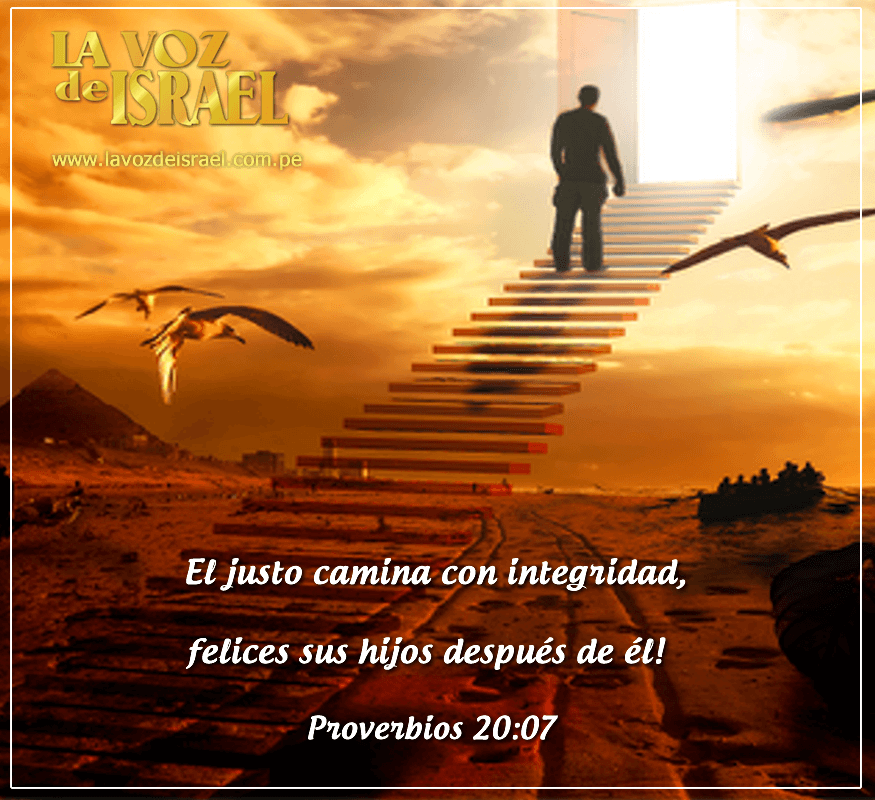 LA VOZ
de ISRAEL
www.lavozdeisrael.com.pe
El justo camina con integridad,
felices sus hijos después de él!
Proverbios 20:07